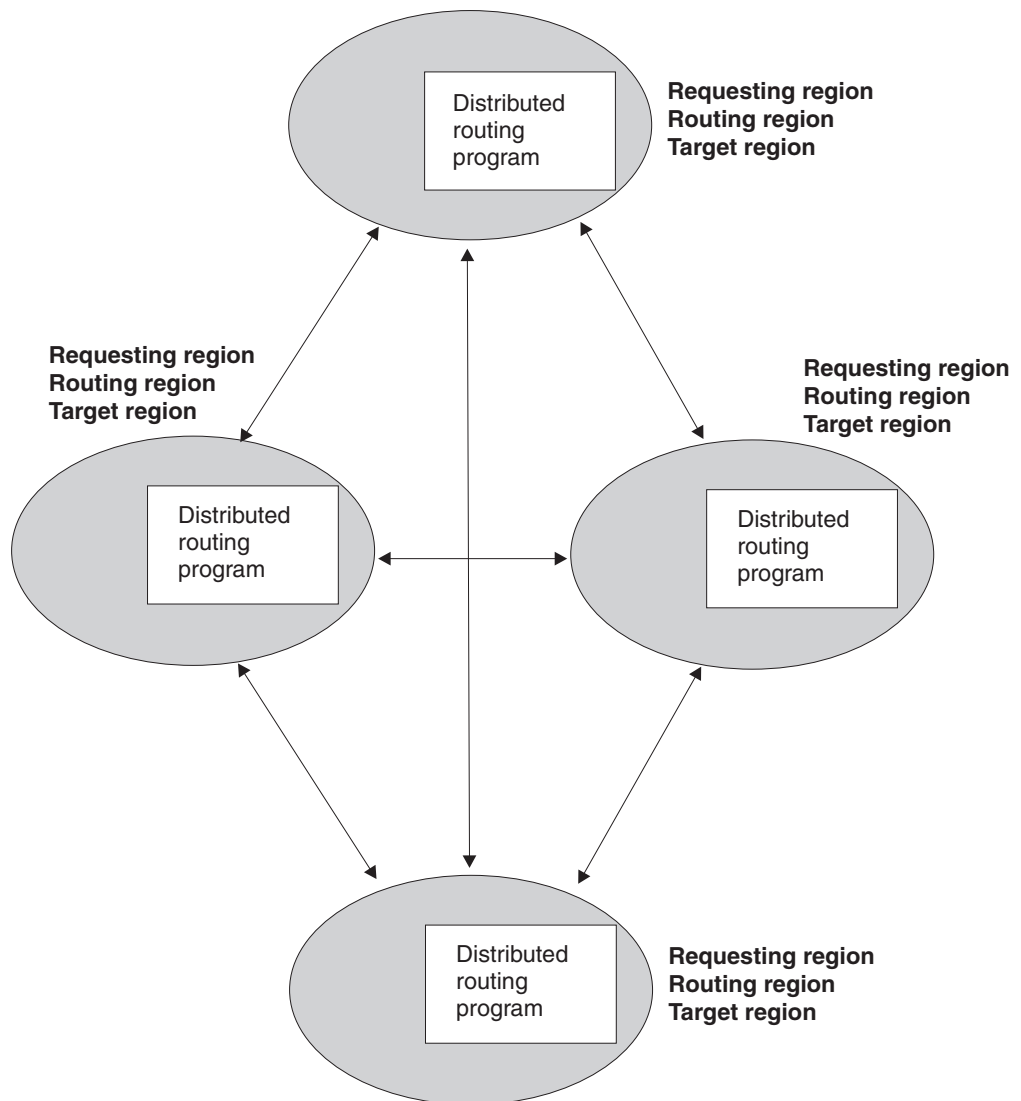 Distributed
routing
program
Requesting region
Routing region
Target region
Requesting region
Routing region
Target region
Requesting region
Routing region
Target region
Distributed
routing
program
Distributed
routing
program
Distributed
routing
program
Requesting region
Routing region
Target region